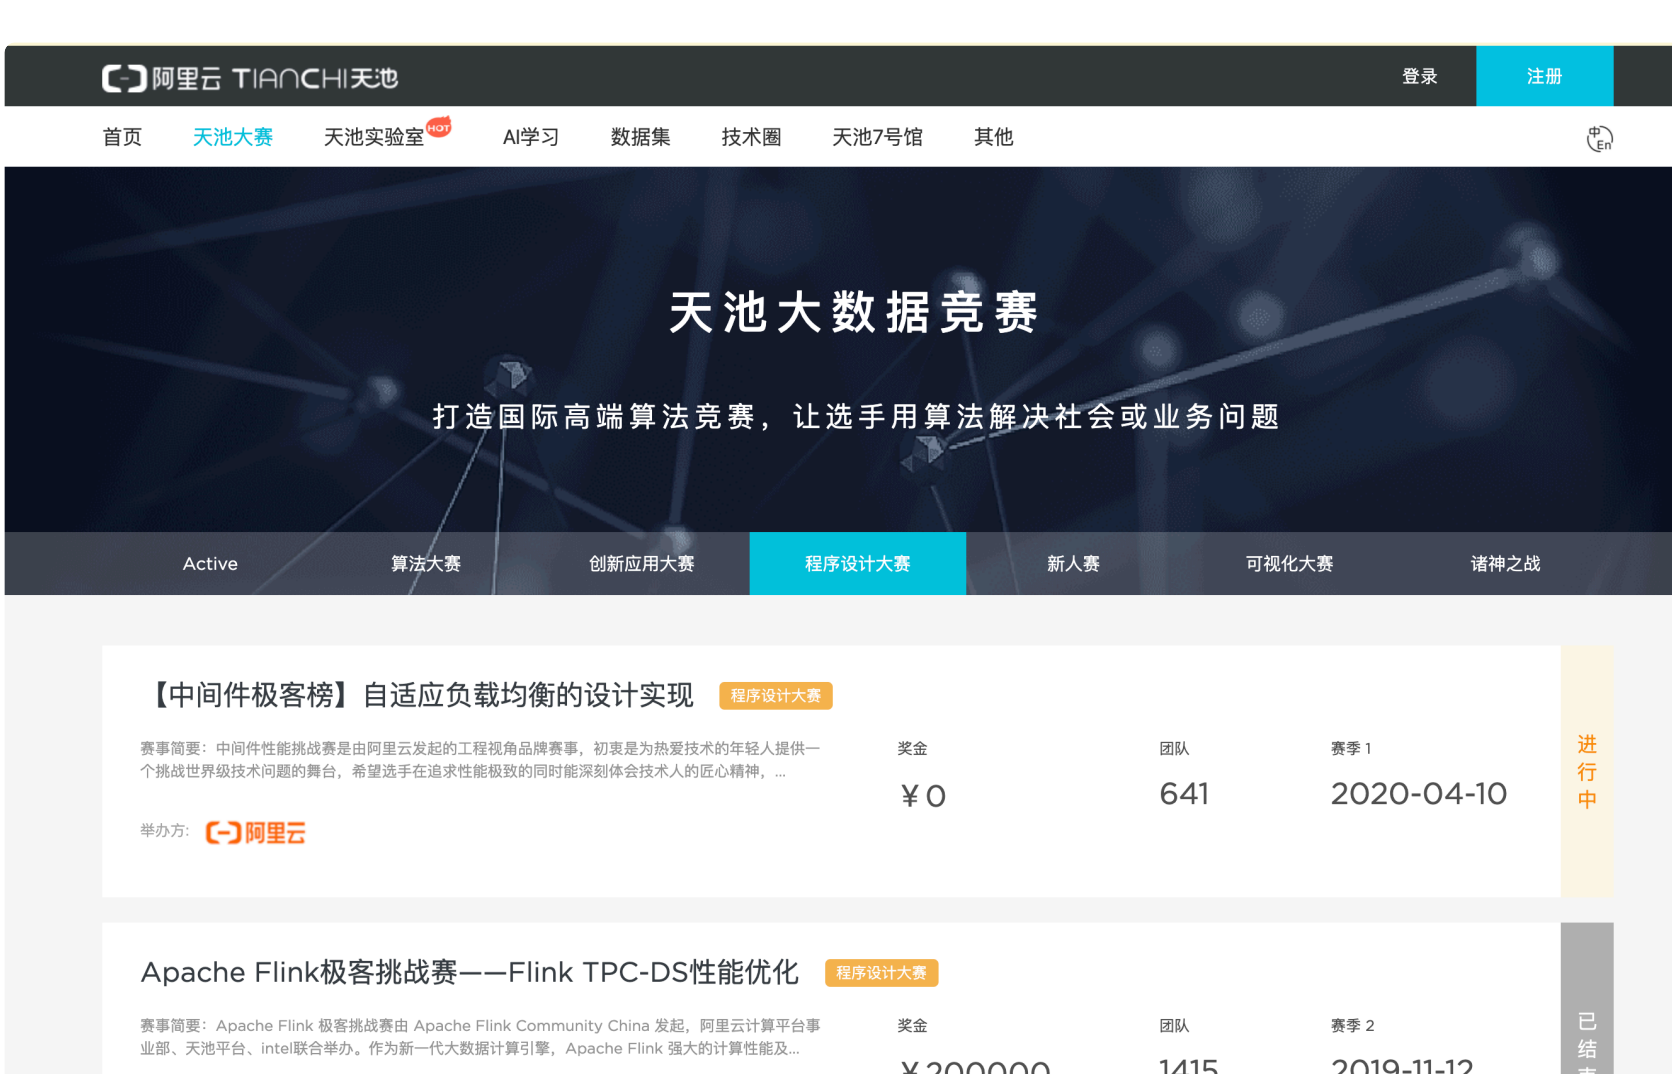 阿里云 TIANCHI天池
登录
注册
首页 天池大赛 天池实验室 HOT AI学习 数据集 技术圈 天池7号馆 其他
中 En
天池大数据竞赛
打造国际高端算法竞赛，让选手用算法解决社会或业务问题
Active 算法大赛 创新应用大赛 程序设计大赛 新人赛 可视化大赛 诸神之战
【中间件极客榜】自适应负载均衡的设计实现 程序设计大赛
赛事简要：中间件性能挑战赛是由阿里云发起的工程视角品牌赛事，初衷是为热爱技术的年轻人提供一
个挑战世界级技术问题的舞台，希望选手在追求性能极致的同时能深刻体会技术人的匠心精神，...
举办方: 阿里云
奖金
¥ 0
团队
641
赛季 1
2020-04-10
进行中
Apache Flink极客挑战赛——Flink TPC-DS性能优化 程序设计大赛
赛事简要：Apache Flink 极客挑战赛由 Apache Flink Community China 发起，阿里云计算平台事
业部、天池平台、intel联合举办。作为新一代大数据计算引擎，Apache Flink 强大的计算性能及...
奖金
¥ 200000
团队
1415
赛季 2
2019-11-12
已结束